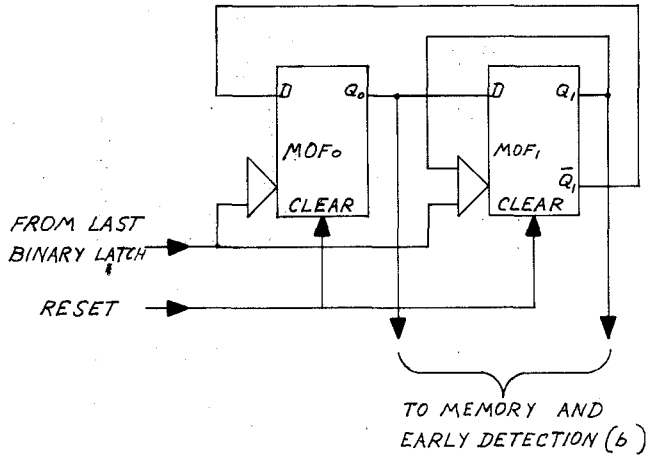 D Q₀ D Q₁
MOF₀ MOF₁
Q̅₁
CLEAR CLEAR
FROM LAST
BINARY LATCH
RESET
TO MEMORY AND
EARLY DETECTION (b)